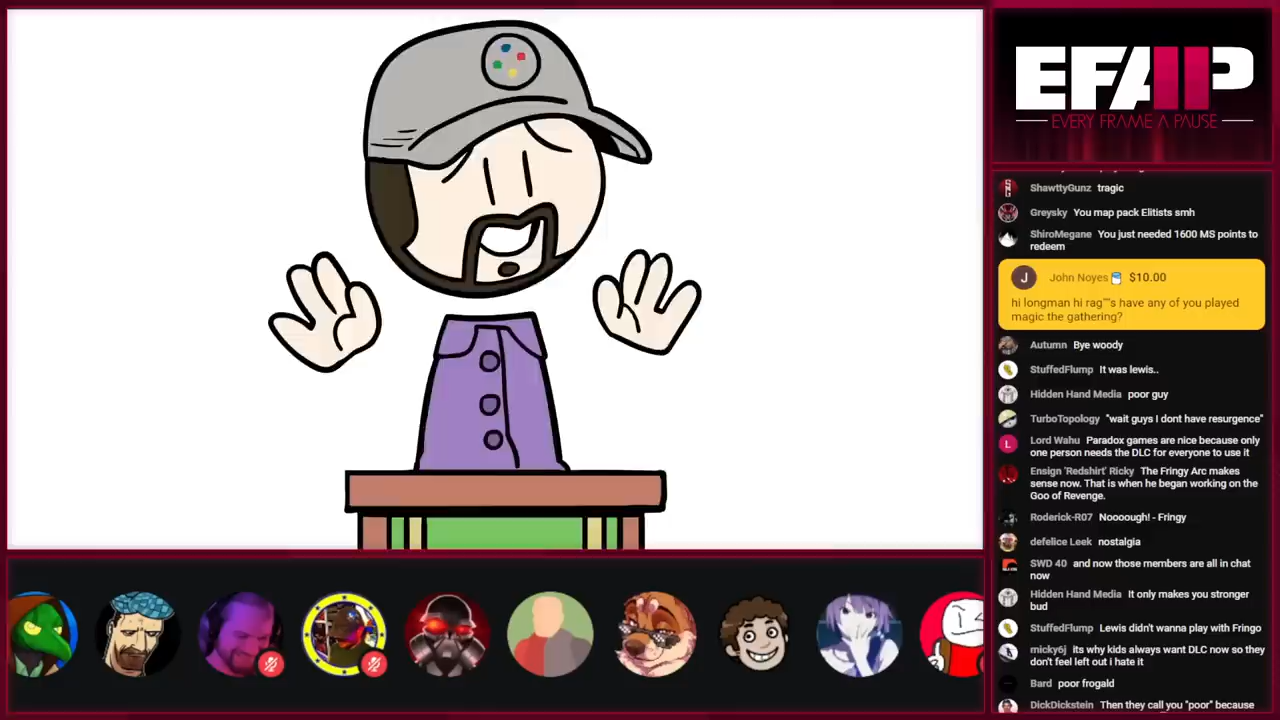 EFAP
EVERY FRAME A PAUSE
ShawttyGunz tragic
Greysky You map pack Elitists smh
ShiroMegane You just needed 1600 MS points to
redeem
J John Noyes $10.00
hi longman hi rag""s have any of you played
magic the gathering?
Autumn Bye woody
StuffedFlump It was lewis..
Hidden Hand Media poor guy
TurboTopology "wait guys I dont have resurgence"
L Lord Wahu Paradox games are nice because only
one person needs the DLC for everyone to use it
Ensign 'Redshirt' Ricky The Fringy Arc makes
sense now. That is when he began working on the
Goo of Revenge.
Roderick-R07 Noooough! - Fringy
defelice Leek nostalgia
SWD 40 and now those members are all in chat
now
Hidden Hand Media It only makes you stronger
bud
StuffedFlump Lewis didn't wanna play with Fringo
micky6j its why kids always want DLC now so they
don't feel left out i hate it
Bard poor frogald
DickDickstein Then they call you "poor" because